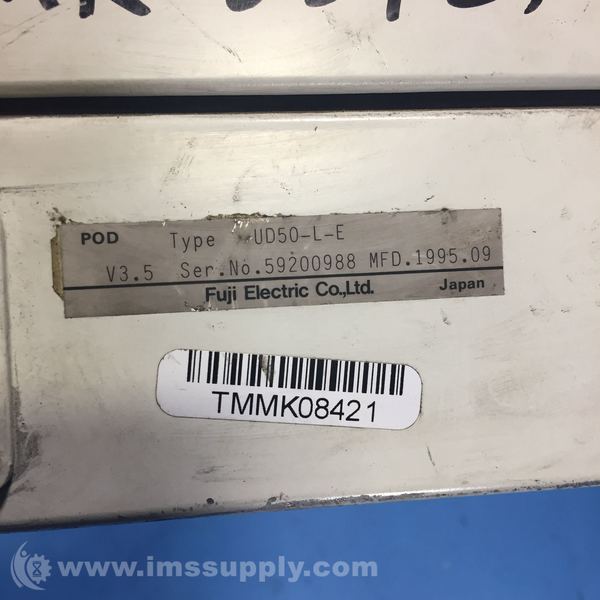 POD Type UD50-L-E
V3.5 Ser.No.59200988 MFD.1995.09
Fuji Electric Co.,Ltd. Japan
TMMK08421
www.imssupply.com